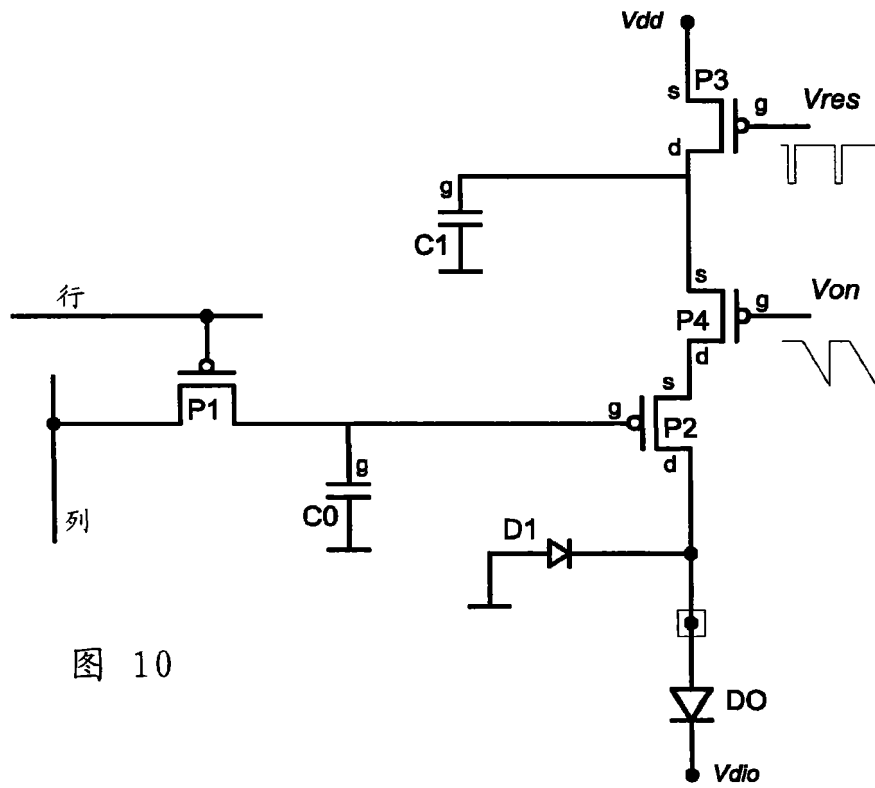 Vdd
P3
s
g
Vres
d
g
C1
s
行
g
Von
P4
d
s
P1
g
P2
g
d
C0
列
D1
图 10
DO
Vdio